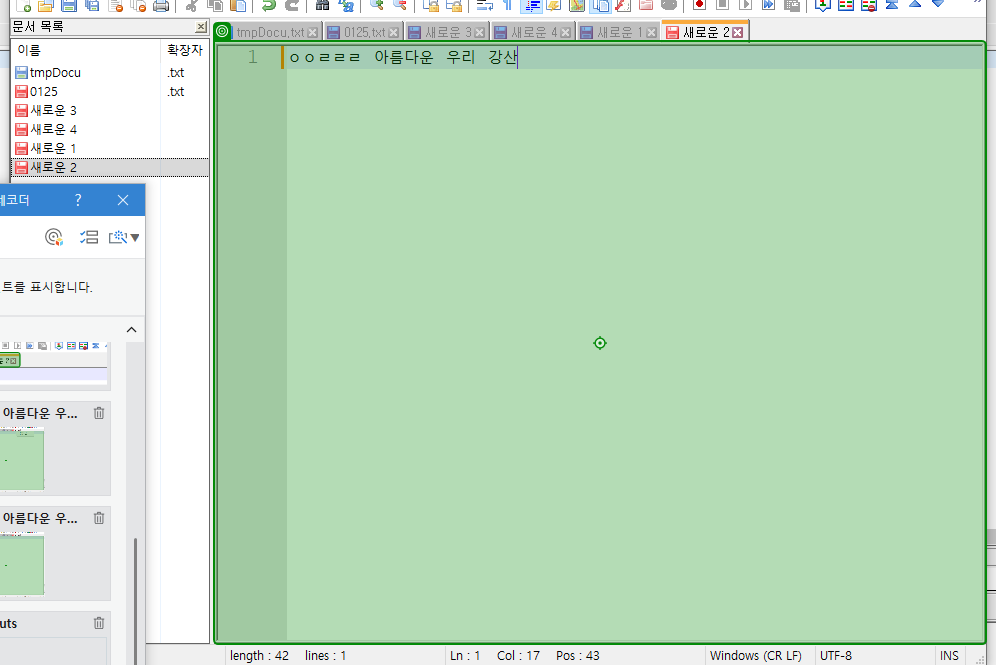 문서 목록
이름 확장자
tmpDocu .txt
0125 .txt
새로운 3
새로운 4
새로운 1
새로운 2
tmpDocu.txt 0125.txt 새로운 3 새로운 4 새로운 1 새로운 2
1 ㅇㅇㄹㄹㄹ 아름다운 우리 강산
레코더 ?
트를 표시합니다.
아름다운 우...
아름다운 우...
uts
length : 42 lines : 1 Ln : 1 Col : 17 Pos : 43 Windows (CR LF) UTF-8 INS